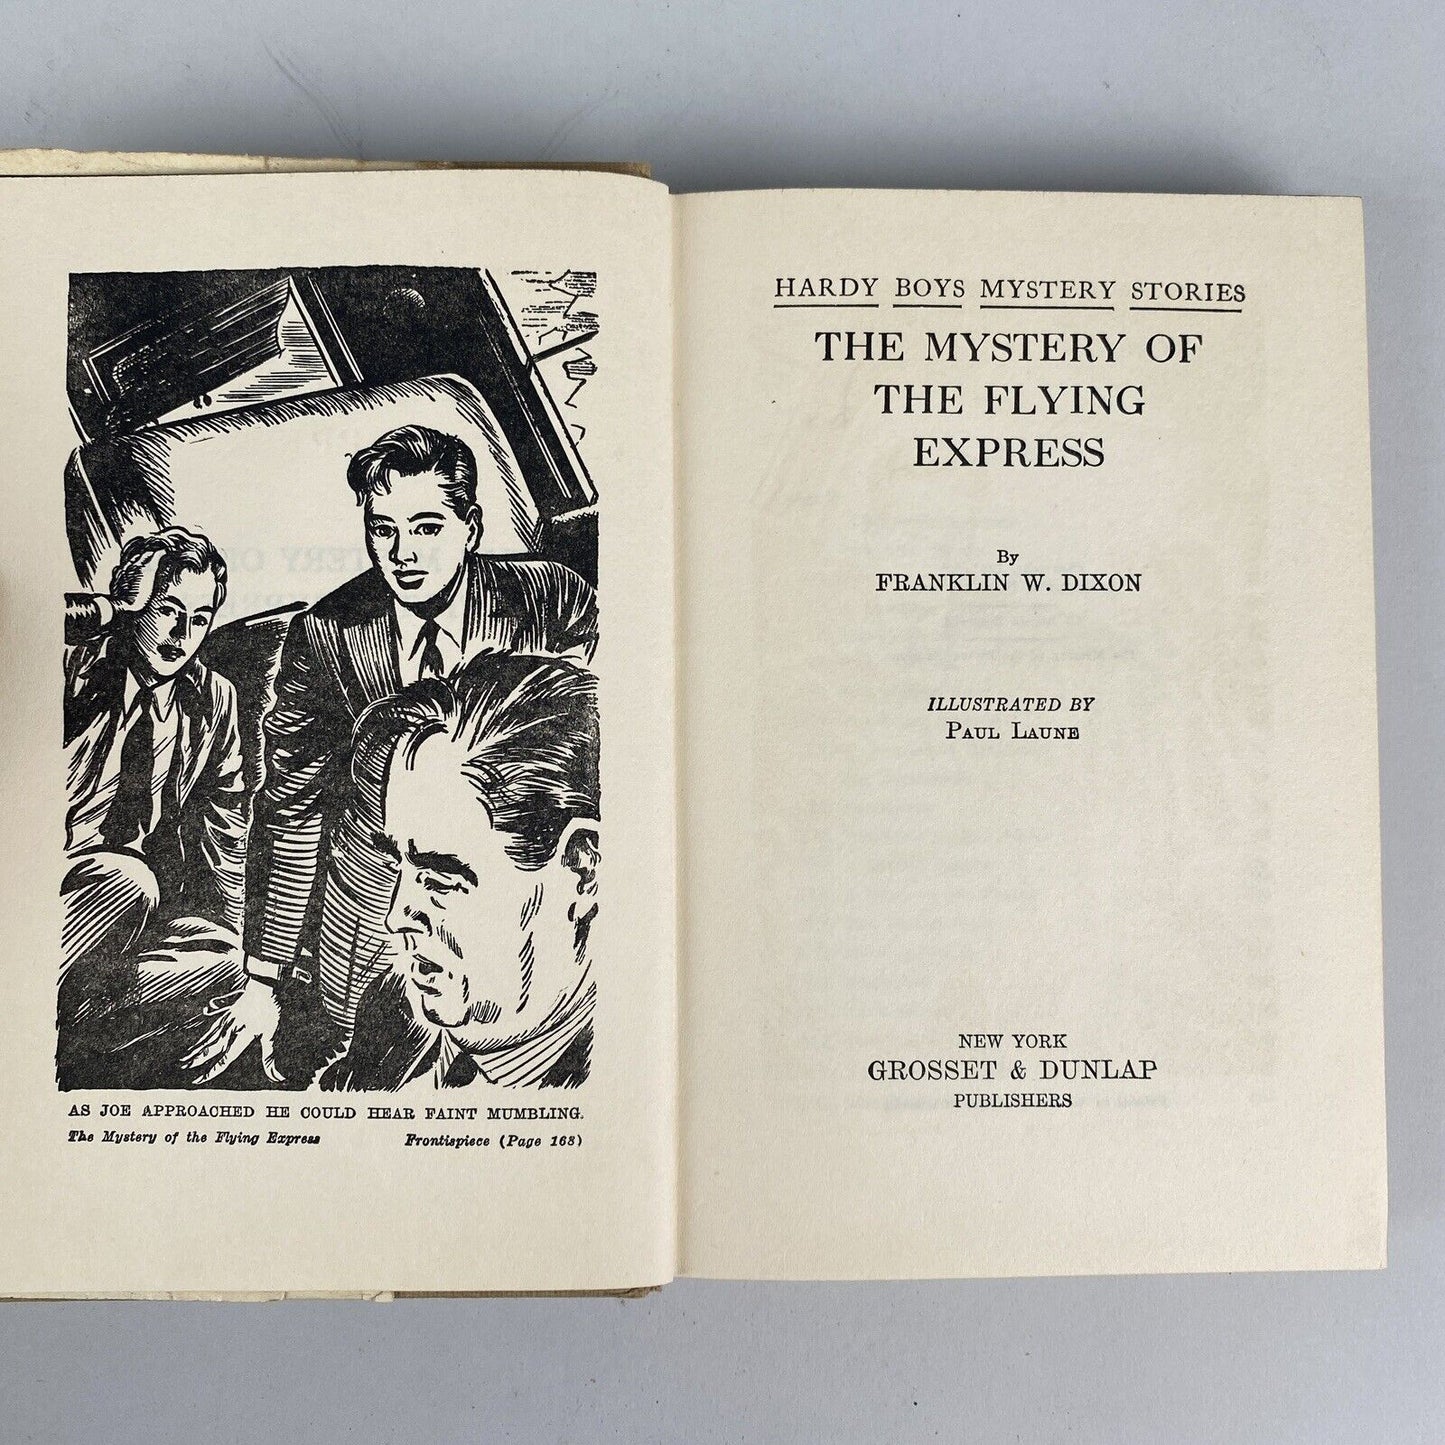 AS JOE APPROACHED HE COULD HEAR FAINT MUMBLING.
The Mystery of the Flying Express Frontispiece (Page 168)
HARDY BOYS MYSTERY STORIES
THE MYSTERY OF
THE FLYING
EXPRESS
By
FRANKLIN W. DIXON
ILLUSTRATED BY
PAUL LAUNE
NEW YORK
GROSSET & DUNLAP
PUBLISHERS